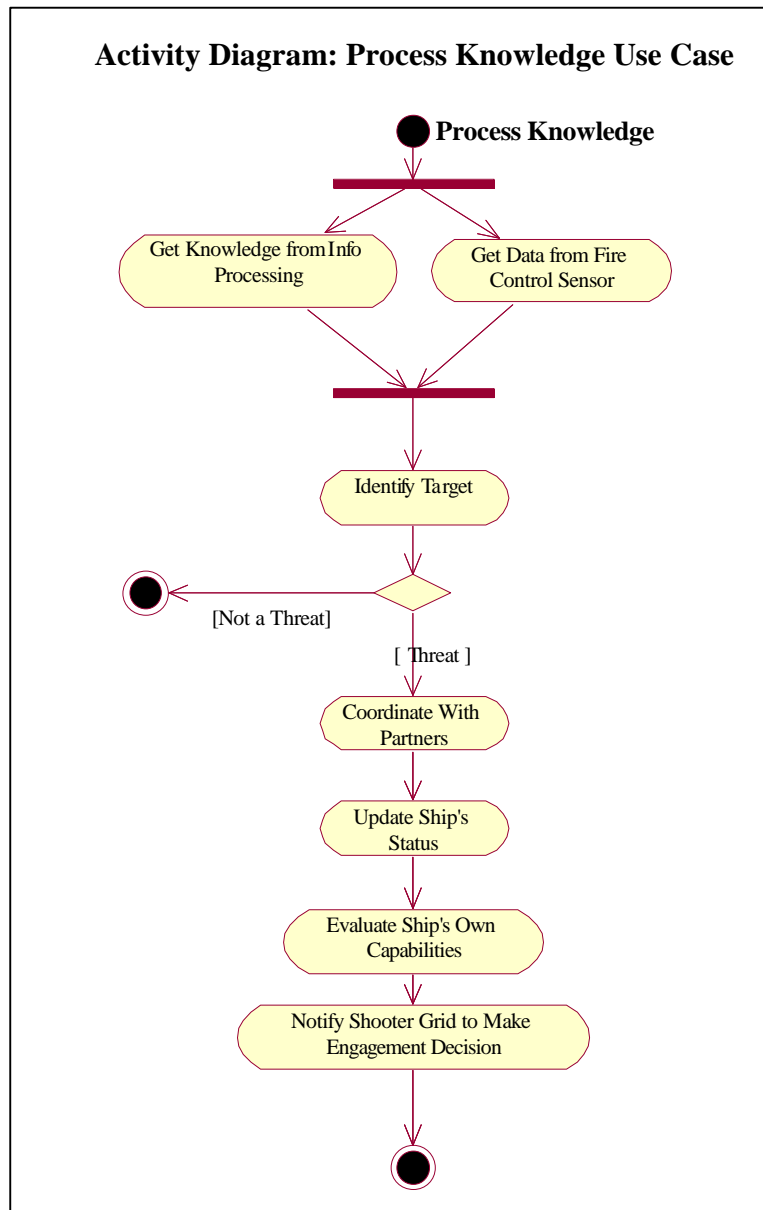 Activity Diagram: Process Knowledge Use Case
Process Knowledge
Get Knowledge from Info
Processing
Get Data from Fire
Control Sensor
Identify Target
[Not a Threat]
[ Threat ]
Coordinate With
Partners
Update Ship's
Status
Evaluate Ship's Own
Capabilities
Notify Shooter Grid to Make
Engagement Decision